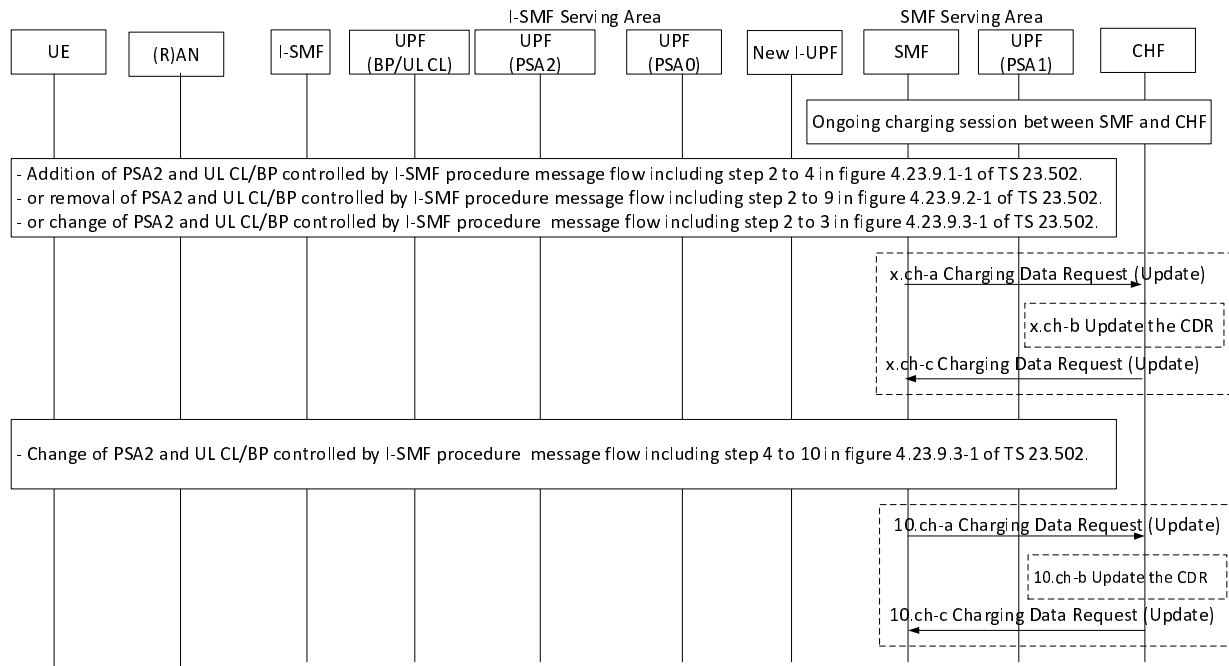 I-SMF Serving Area
SMF Serving Area
UE
(R)AN
I-SMF
UPF
(BP/UL CL)
UPF
(PSA2)
UPF
(PSA0)
New I-UPF
SMF
UPF
(PSA1)
CHF
Ongoing charging session between SMF and CHF
- Addition of PSA2 and UL CL/BP controlled by I-SMF procedure message flow including step 2 to 4 in figure 4.23.9.1-1 of TS 23.502.
- or removal of PSA2 and UL CL/BP controlled by I-SMF procedure message flow including step 2 to 9 in figure 4.23.9.2-1 of TS 23.502.
- or change of PSA2 and UL CL/BP controlled by I-SMF procedure message flow including step 2 to 3 in figure 4.23.9.3-1 of TS 23.502.
x.ch-a Charging Data Request (Update)
x.ch-b Update the CDR
x.ch-c Charging Data Request (Update)
- Change of PSA2 and UL CL/BP controlled by I-SMF procedure message flow including step 4 to 10 in figure 4.23.9.3-1 of TS 23.502.
10.ch-a Charging Data Request (Update)
10.ch-b Update the CDR
10.ch-c Charging Data Request (Update)